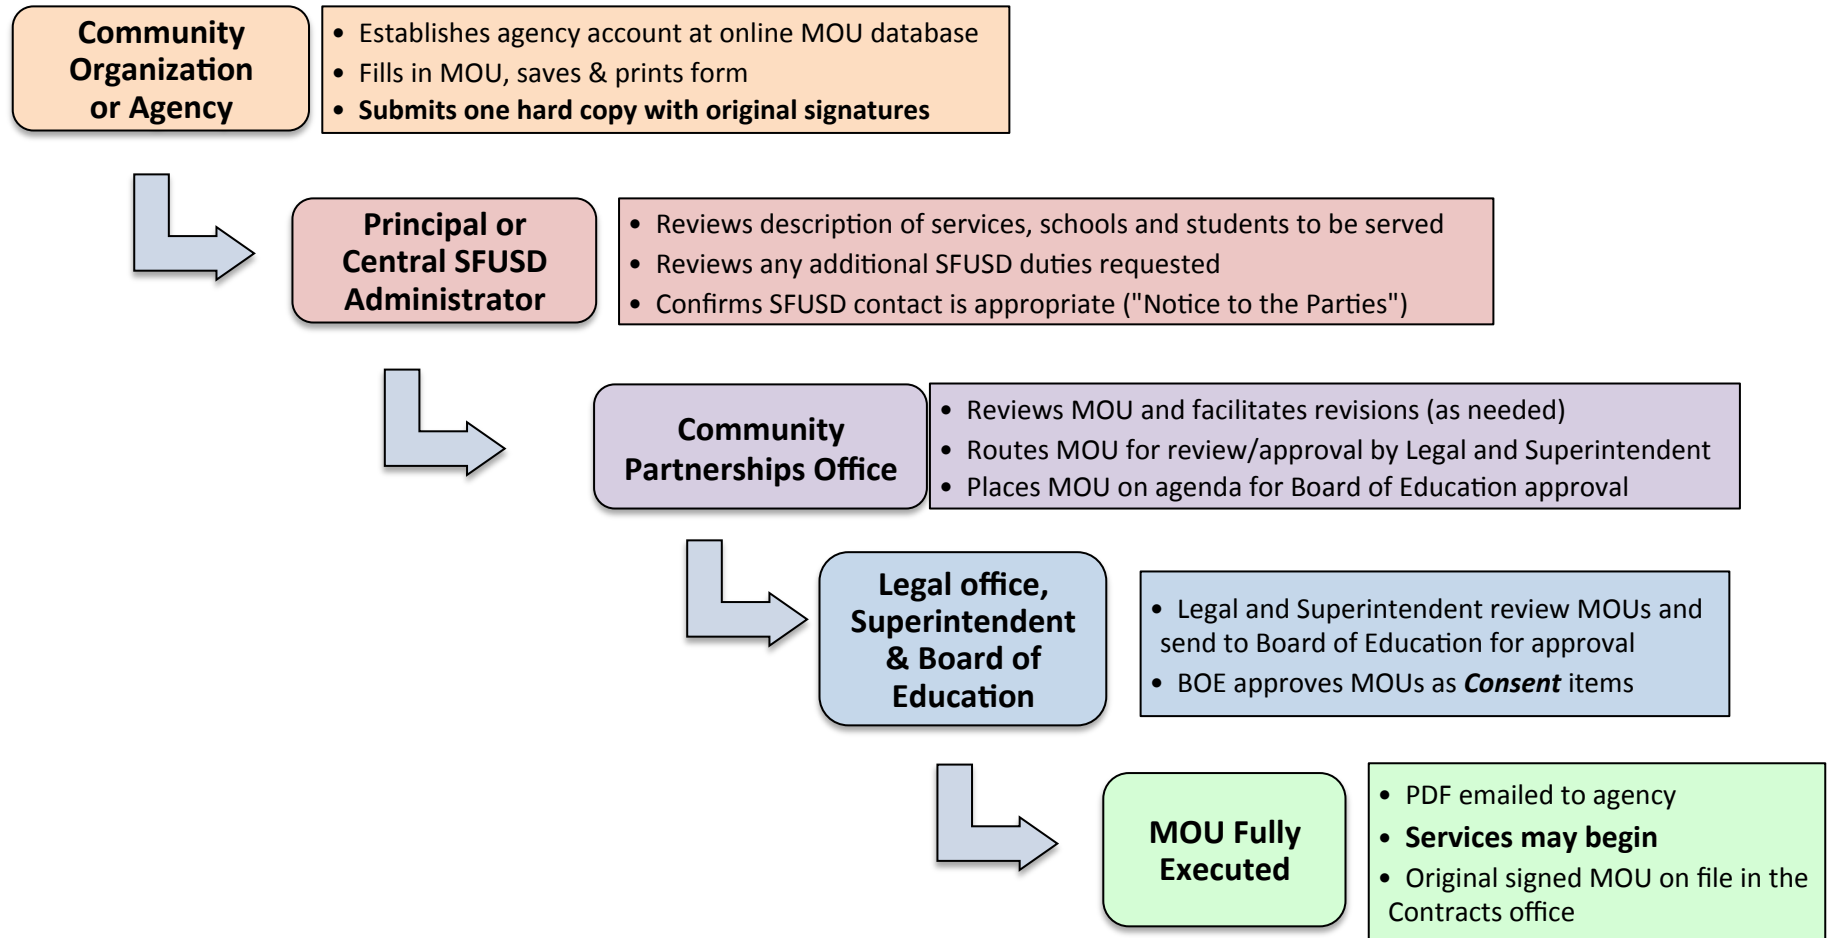 Community
Organization
or Agency
• Establishes agency account at online MOU database
• Fills in MOU, saves & prints form
• Submits one hard copy with original signatures
Principal or
Central SFUSD
Administrator
• Reviews description of services, schools and students to be served
• Reviews any additional SFUSD duties requested
• Confirms SFUSD contact is appropriate ("Notice to the Parties")
Community
Partnerships Office
• Reviews MOU and facilitates revisions (as needed)
• Routes MOU for review/approval by Legal and Superintendent
• Places MOU on agenda for Board of Education approval
Legal office,
Superintendent
& Board of
Education
• Legal and Superintendent review MOUs and
send to Board of Education for approval
• BOE approves MOUs as Consent items
MOU Fully
Executed
• PDF emailed to agency
• Services may begin
• Original signed MOU on file in the
Contracts office